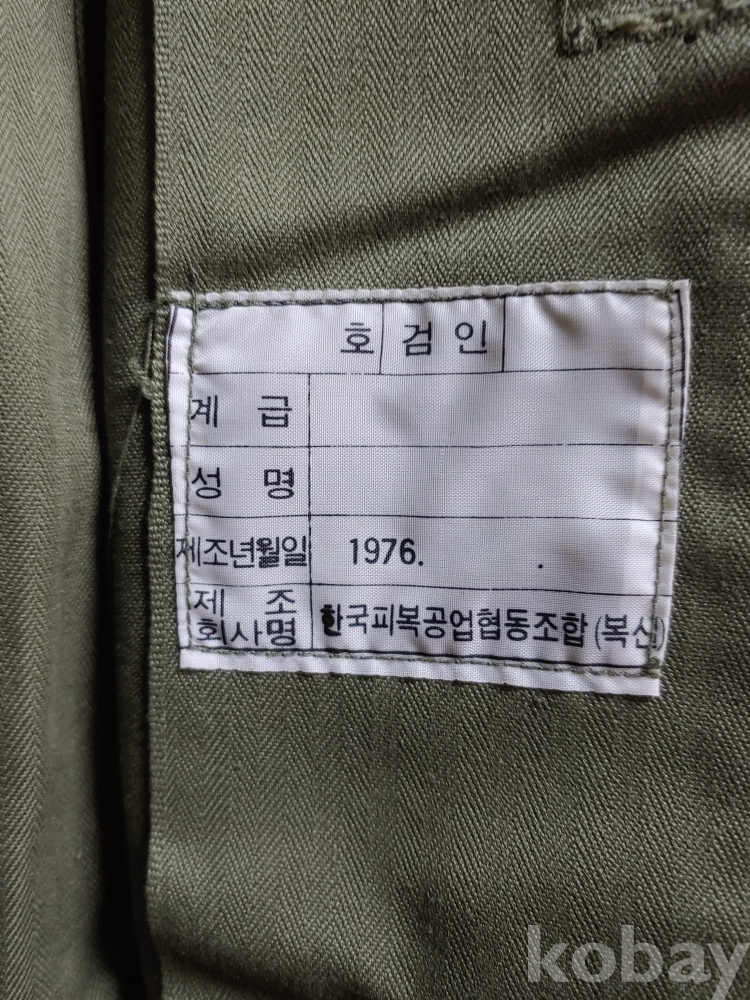 호 검 인
계 급
성 명
제조년월일 1976. .
제 조
회사명 한국피복공업협동조합(복신)
kobay